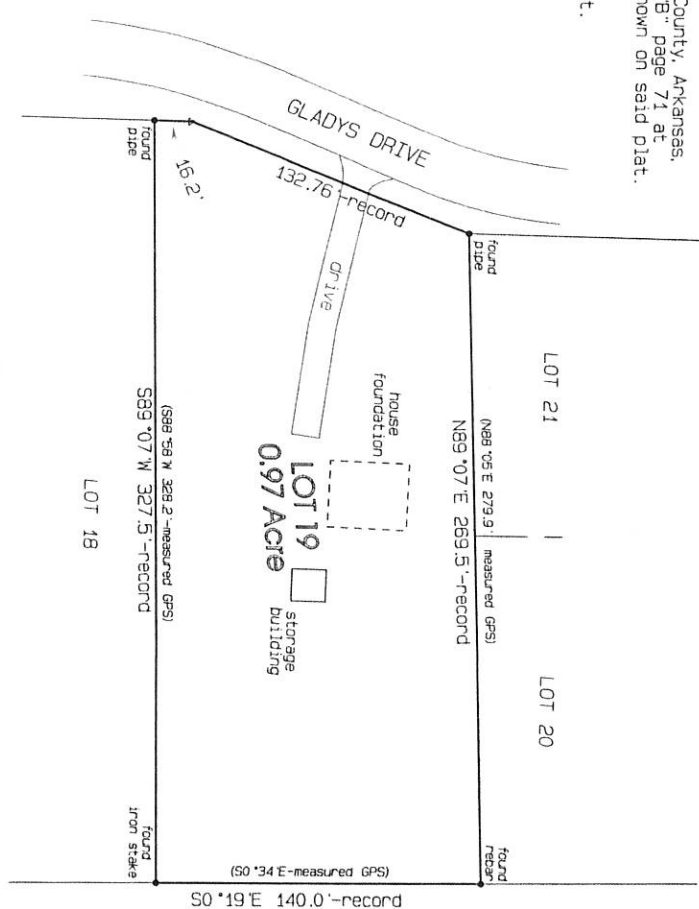 County, Arkansas,
"B" page 71 at
hown on said plat.
t.
GLADYS DRIVE
132.76'-record
16.2'
found
pipe
drive
found
pipe
LOT 21
(N88°05'E 279.9' measured GPS)
N89°07'E 269.5'-record
LOT 20
house
foundation
LOT 19
0.97 Acre
storage
building
(S88°58'W 328.2'-measured GPS)
S89°07'W 327.5'-record
LOT 18
found
rebar
found
iron stake
(S0°34'E-measured GPS)
S0°19'E 140.0'-record